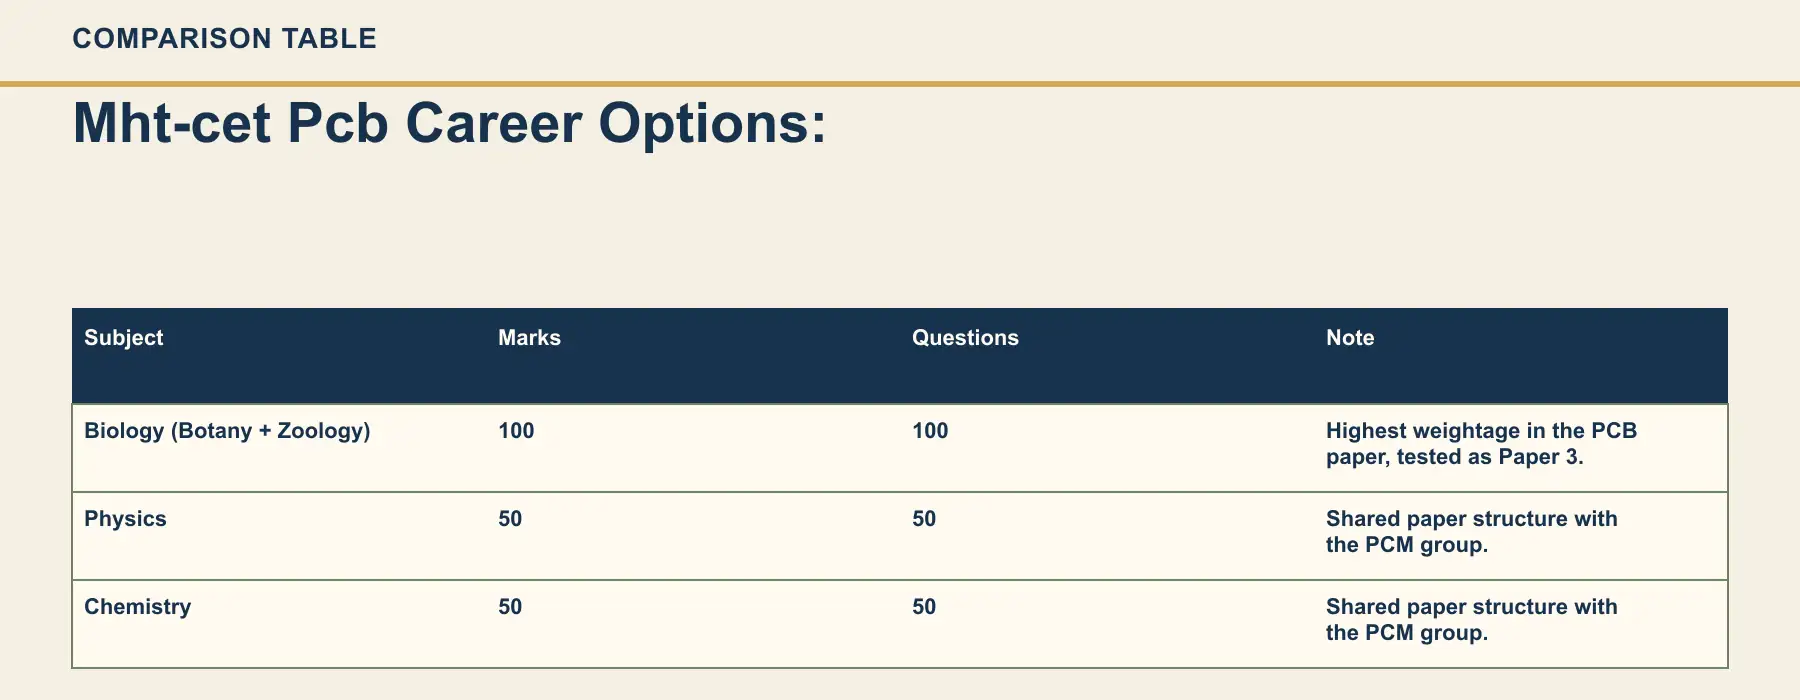 COMPARISON TABLE
Mht-cet Pcb Career Options:
Subject Marks Questions Note
Biology (Botany + Zoology) 100 100 Highest weightage in the PCB
paper, tested as Paper 3.
Physics 50 50 Shared paper structure with
the PCM group.
Chemistry 50 50 Shared paper structure with
the PCM group.